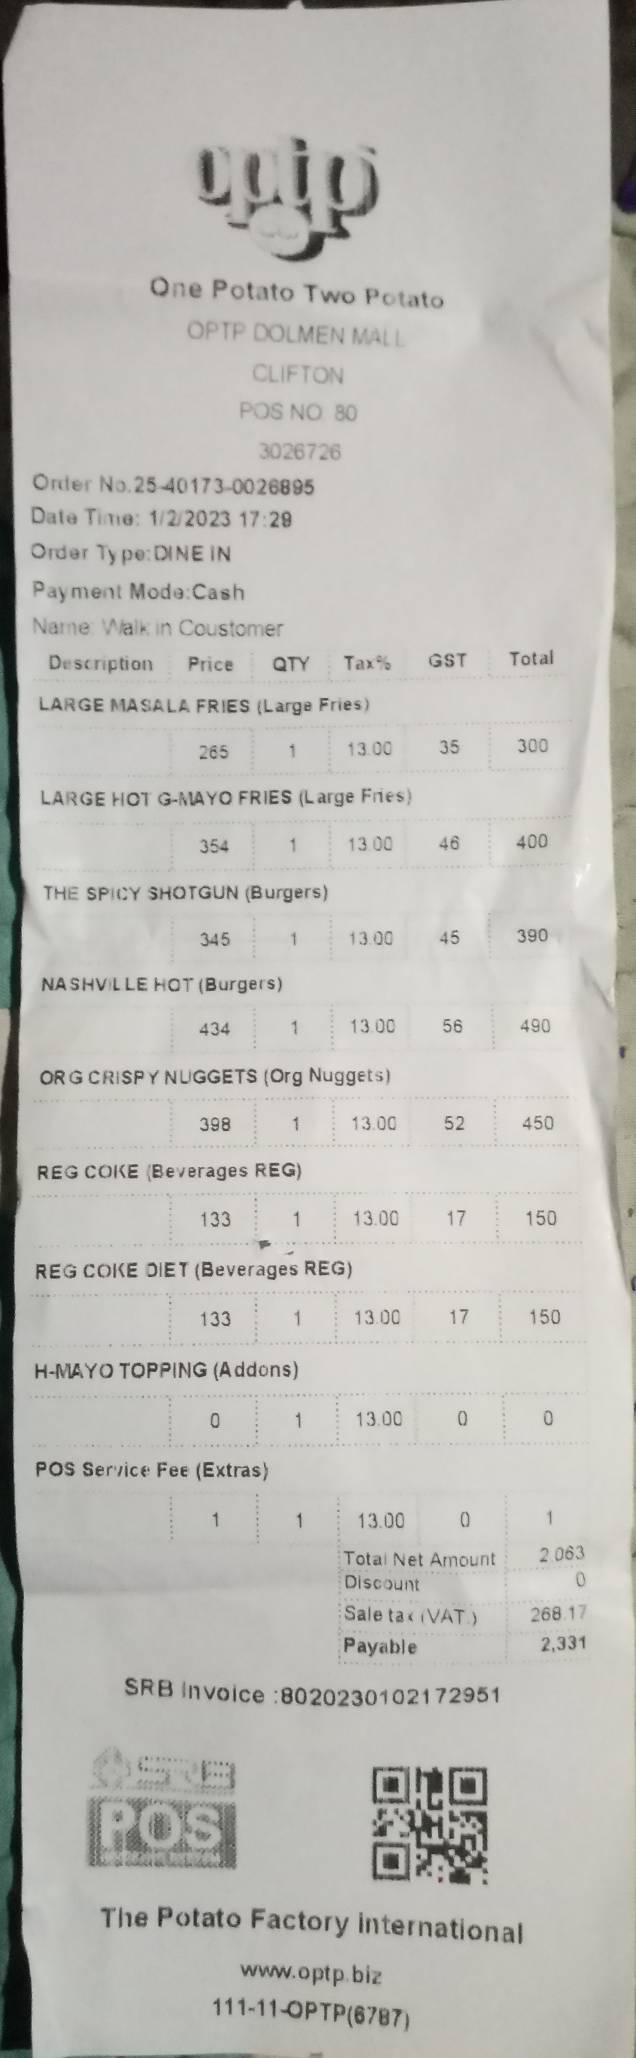 optp
One Potato Two Potato
OPTP DOLMEN MALL
CLIFTON
POS NO 80
3026726
Order No.25-40173-0026895
Date Time: 1/2/2023 17:29
Order Type:DINE IN
Payment Mode:Cash
Name: Walk in Coustomer
Description Price QTY Tax% GST Total
LARGE MASALA FRIES (Large Fries)
265 1 13.00 35 300
LARGE HOT G-MAYO FRIES (Large Fries)
354 1 13.00 46 400
THE SPICY SHOTGUN (Burgers)
345 1 13.00 45 390
NASHVILLE HOT (Burgers)
434 1 13.00 56 490
ORG CRISPY NUGGETS (Org Nuggets)
398 1 13.00 52 450
REG COKE (Beverages REG)
133 1 13.00 17 150
REG COKE DIET (Beverages REG)
133 1 13.00 17 150
H-MAYO TOPPING (Addons)
0 1 13.00 0 0
POS Service Fee (Extras)
1 1 13.00 0 1
Total Net Amount 2,063
Discount 0
Sale tax (VAT.) 268.17
Payable 2,331
SRB Invoice :8020230102172951
SRB
POS
The Potato Factory international
www.optp.biz
111-11-OPTP(6787)